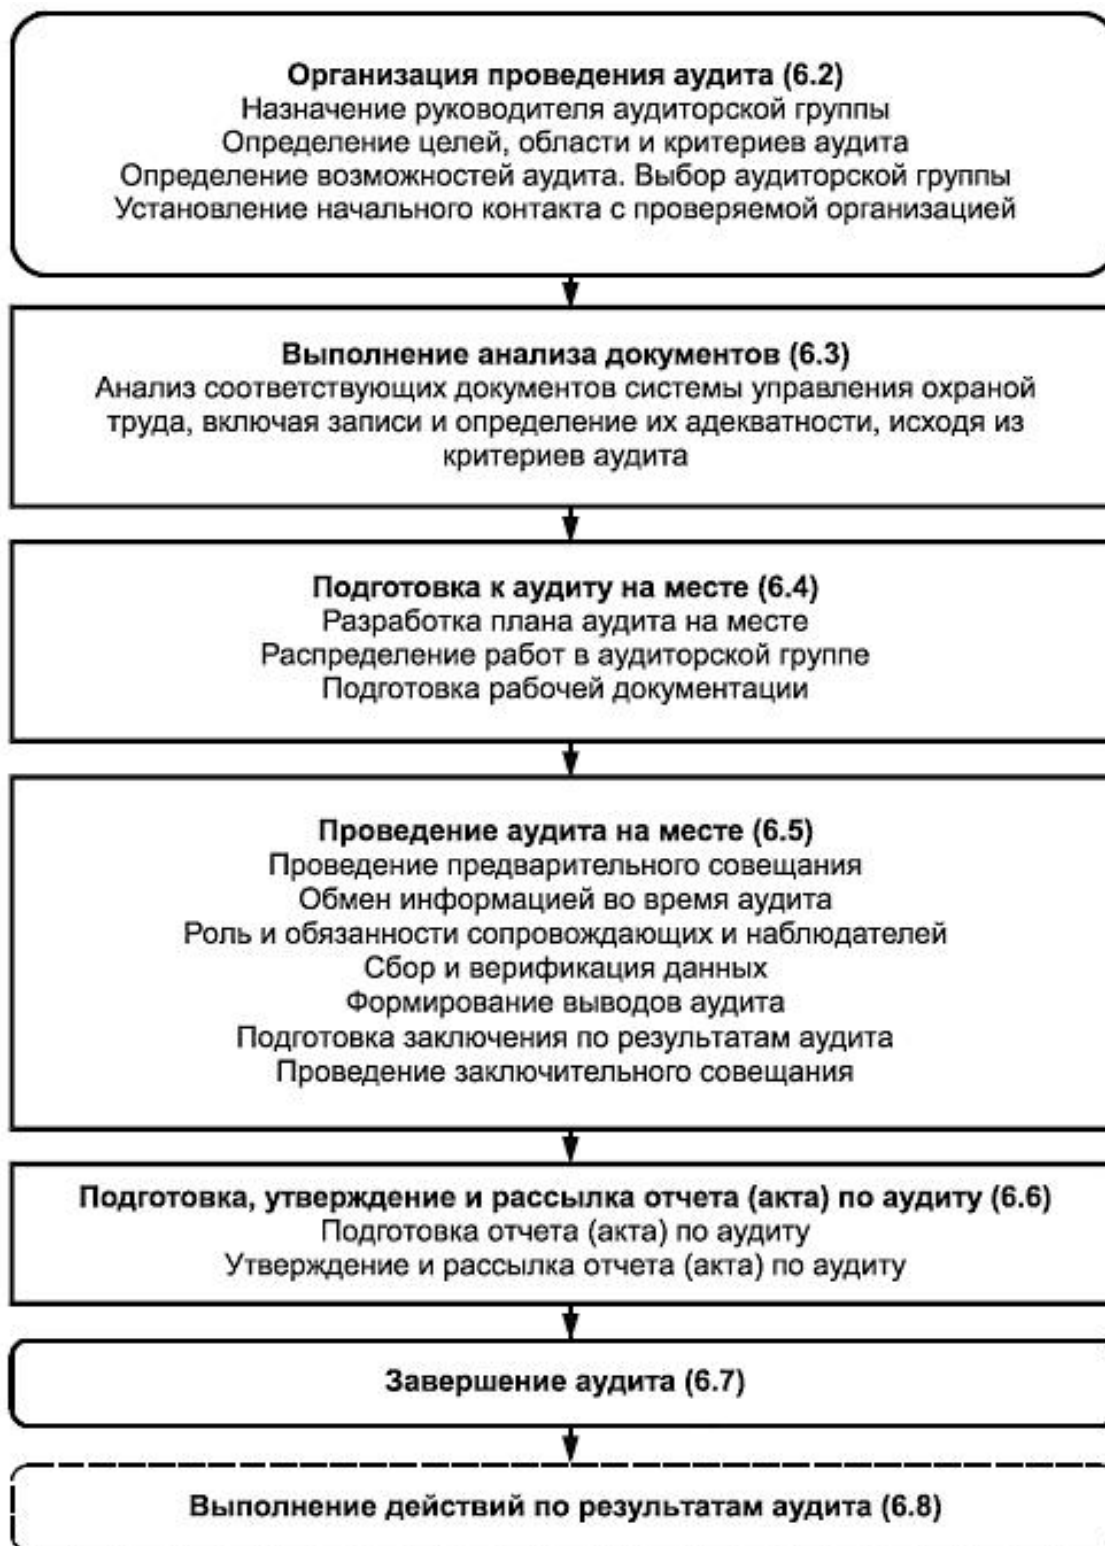 Организация проведения аудита (6.2)
Назначение руководителя аудиторской группы
Определение целей, области и критериев аудита
Определение возможностей аудита. Выбор аудиторской группы
Установление начального контакта с проверяемой организацией
Выполнение анализа документов (6.3)
Анализ соответствующих документов системы управления охраной
труда, включая записи и определение их адекватности, исходя из
критериев аудита
Подготовка к аудиту на месте (6.4)
Разработка плана аудита на месте
Распределение работ в аудиторской группе
Подготовка рабочей документации
Проведение аудита на месте (6.5)
Проведение предварительного совещания
Обмен информацией во время аудита
Роль и обязанности сопровождающих и наблюдателей
Сбор и верификация данных
Формирование выводов аудита
Подготовка заключения по результатам аудита
Проведение заключительного совещания
Подготовка, утверждение и рассылка отчета (акта) по аудиту (6.6)
Подготовка отчета (акта) по аудиту
Утверждение и рассылка отчета (акта) по аудиту
Завершение аудита (6.7)
Выполнение действий по результатам аудита (6.8)